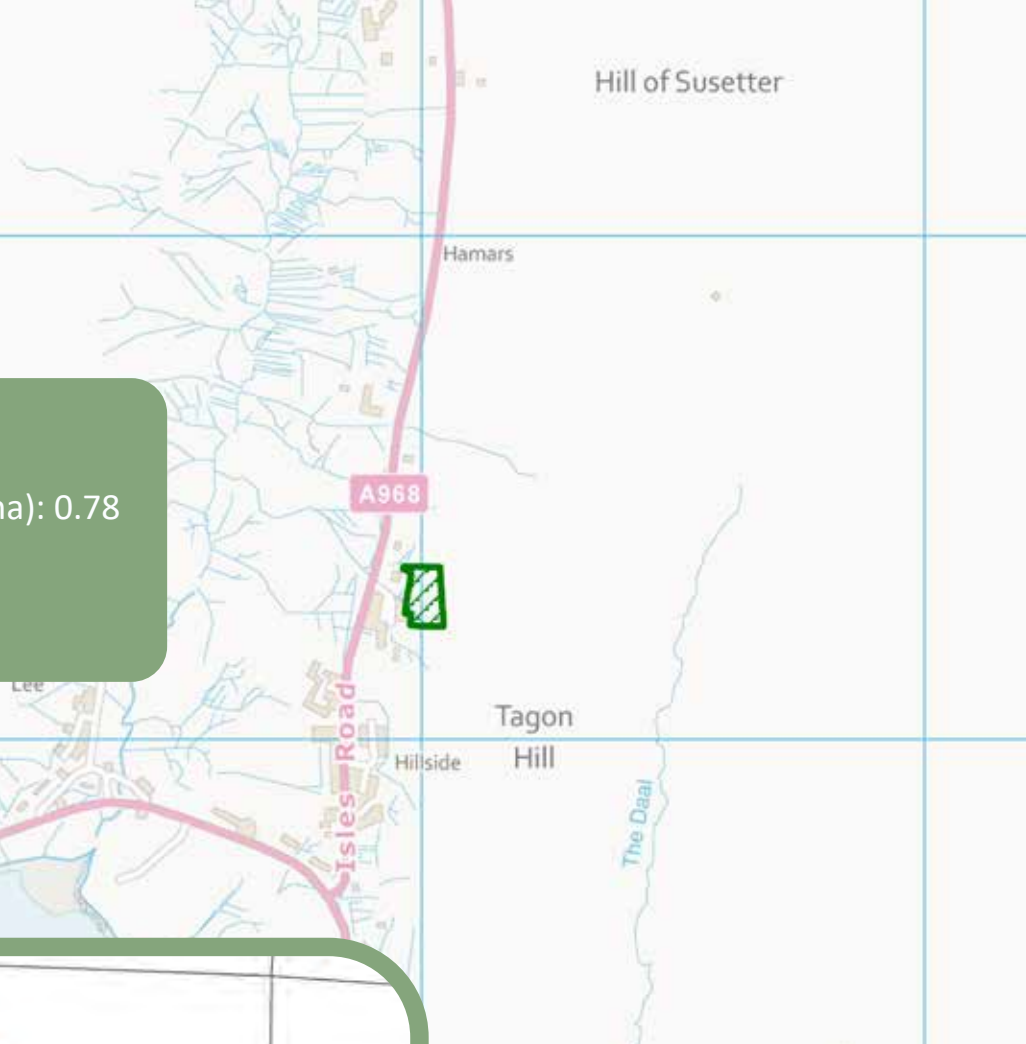 Hill of Susetter
Hamars
A968
0.78
Lee
Tagon
Hill
Hillside
Isles Road
The Daal